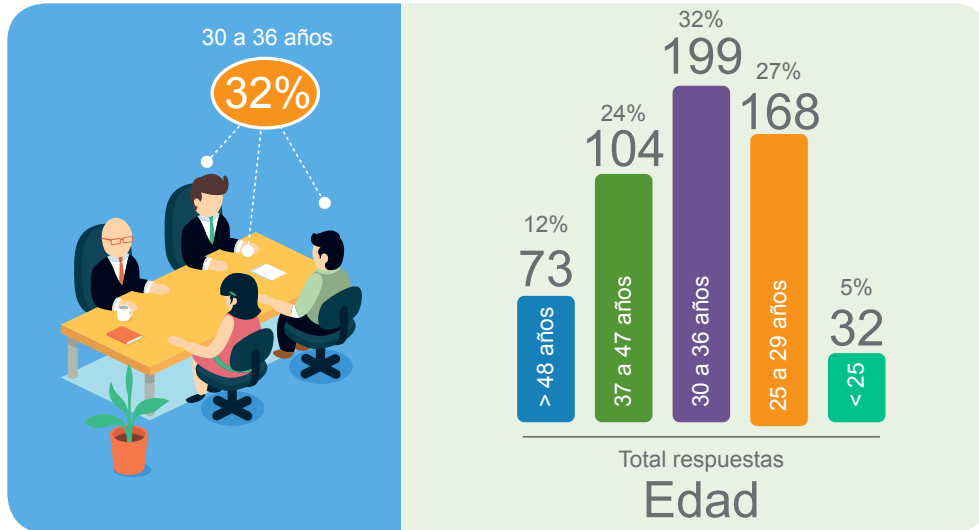 30 a 36 años
32%
12%
73
> 48 años
24%
104
37 a 47 años
32%
199
30 a 36 años
27%
168
25 a 29 años
5%
32
< 25
Total respuestas
Edad